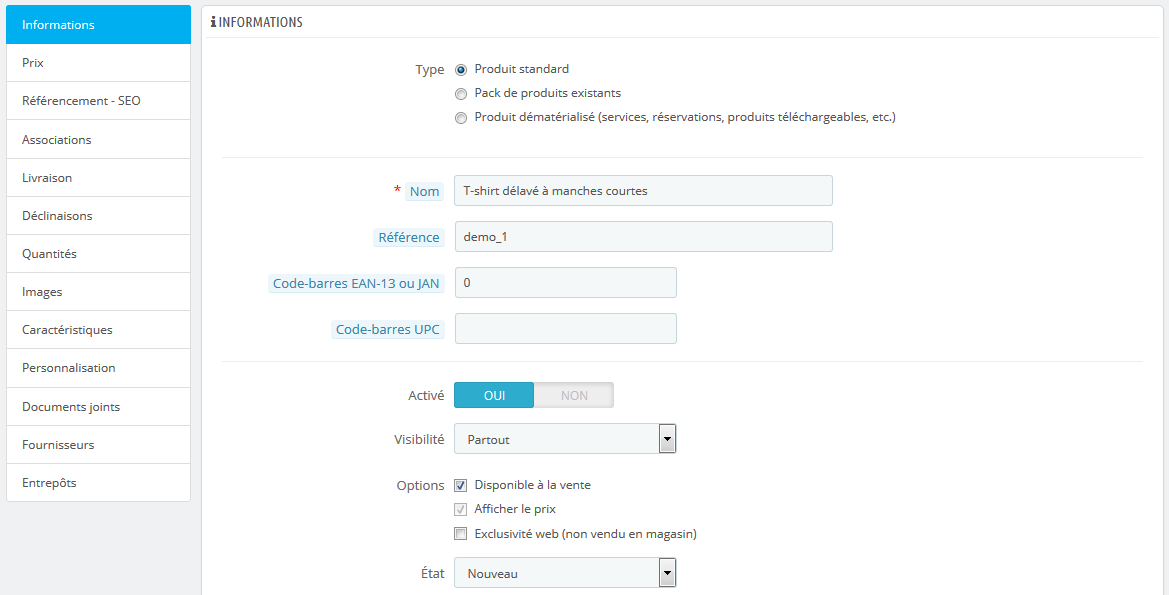 Informations
Prix
Référencement - SEO
Associations
Livraison
Déclinaisons
Quantités
Images
Caractéristiques
Personnalisation
Documents joints
Fournisseurs
Entrepôts
INFORMATIONS
Type
Produit standard
Pack de produits existants
Produit dématérialisé (services, réservations, produits téléchargeables, etc.)
* Nom
T-shirt délavé à manches courtes
Référence
demo_1
Code-barres EAN-13 ou JAN
0
Code-barres UPC
Activé
OUI
NON
Visibilité
Partout
Options
Disponible à la vente
Afficher le prix
Exclusivité web (non vendu en magasin)
État
Nouveau